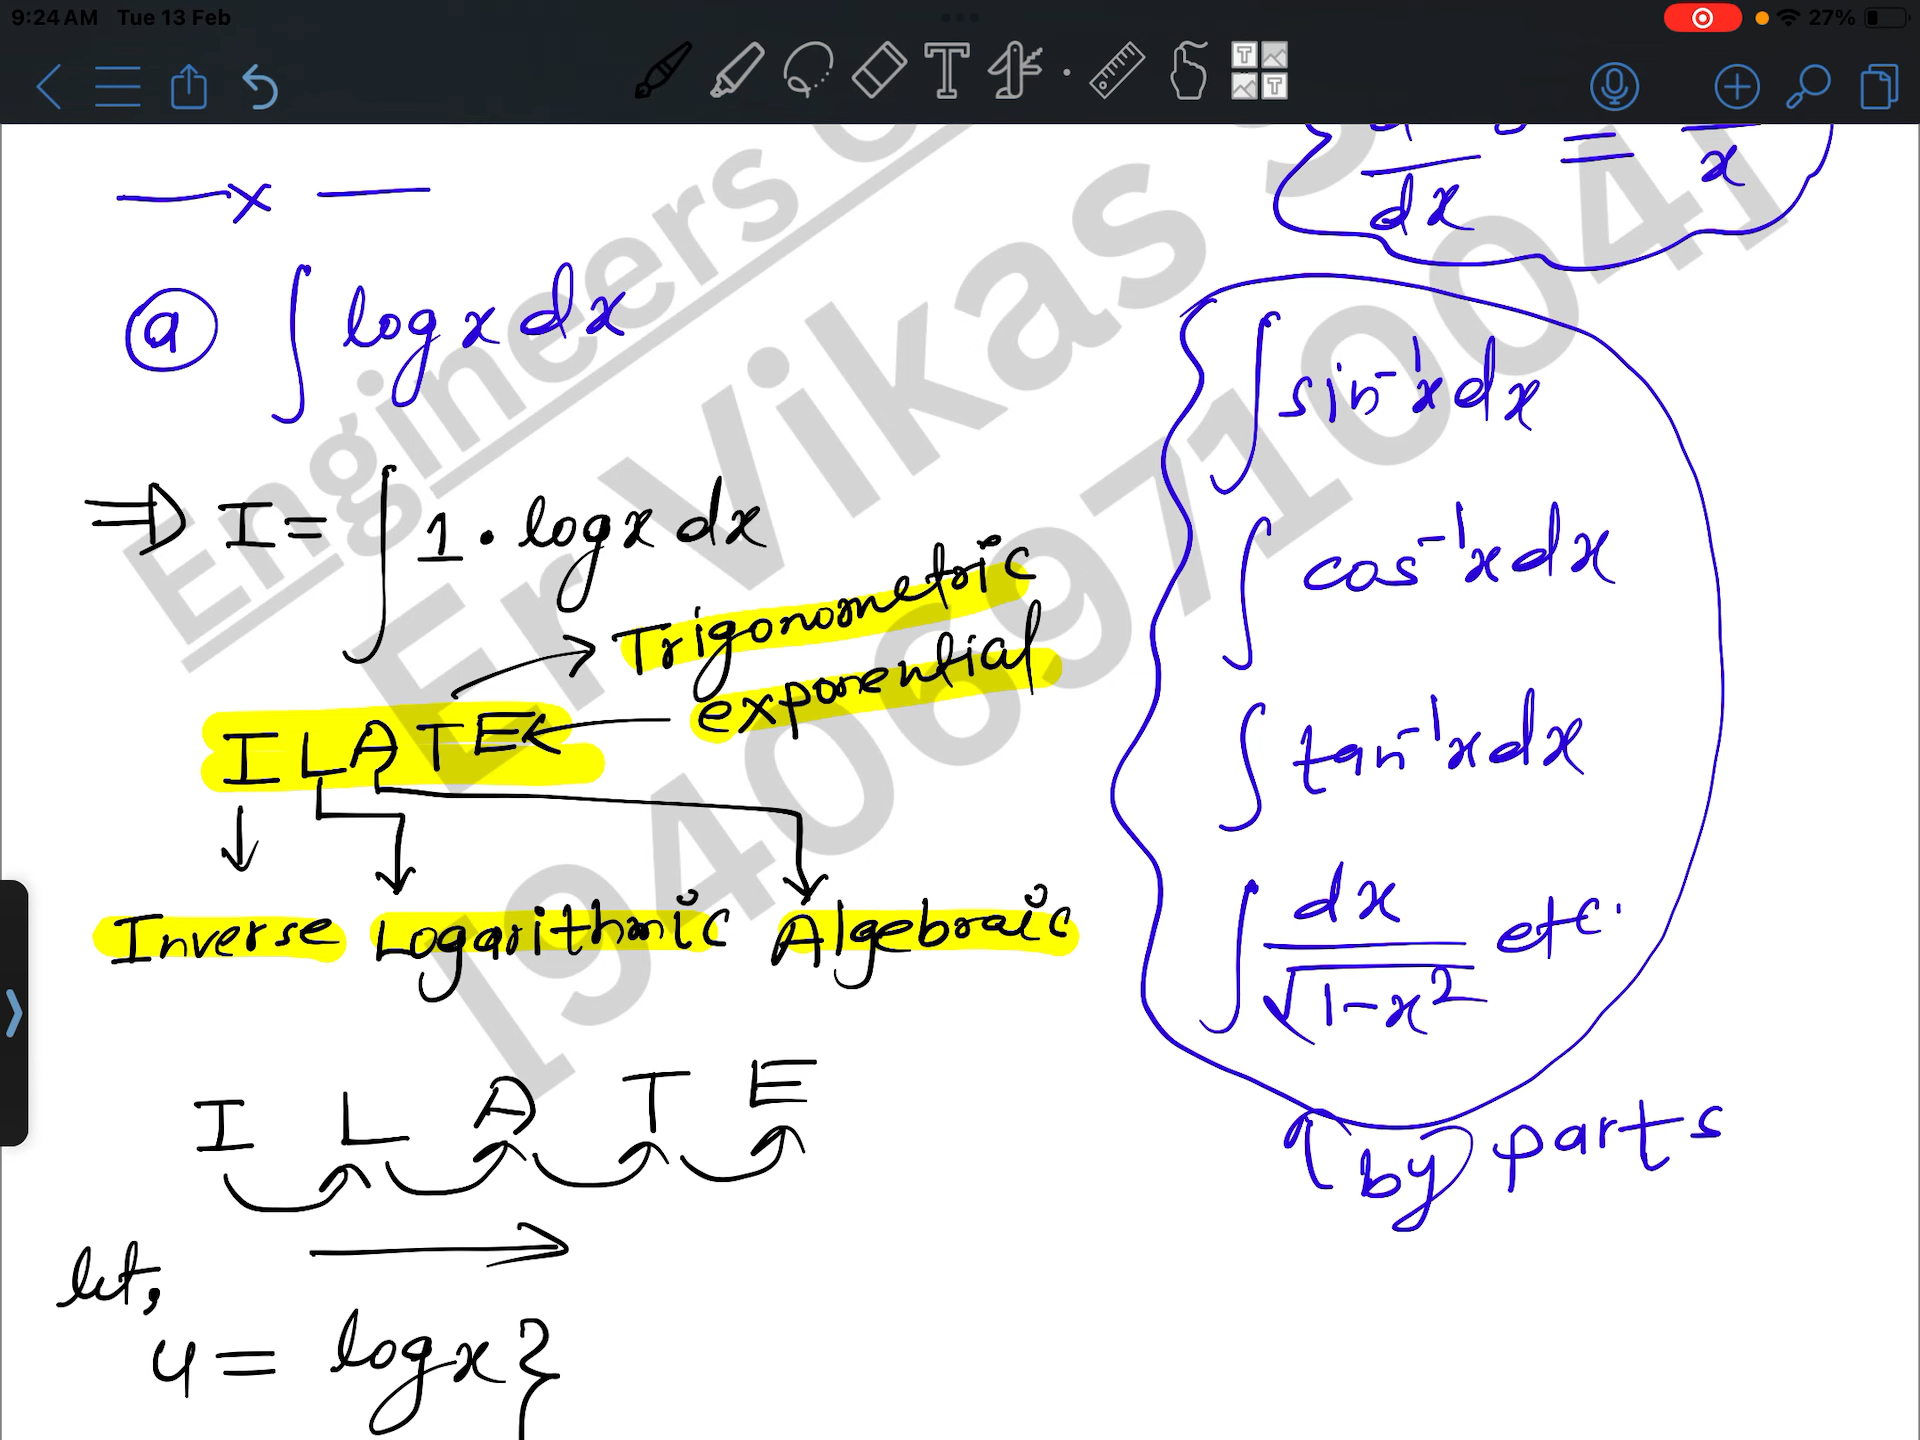 9:24 AM Tue 13 Feb
27%
Engineers
Er Vikas S
[9406971004]
dx = x
— x —
(a) ∫ log x dx
⇒ I = ∫ 1 · log x dx
Trigonometric
exponential
I L A T E
Inverse Logarithmic Algebraic
I L A T E
let,
u = log x }
∫ sin⁻¹x dx
∫ cos⁻¹x dx
∫ tan⁻¹x dx
∫ dx/√(1-x²) etc.
by parts